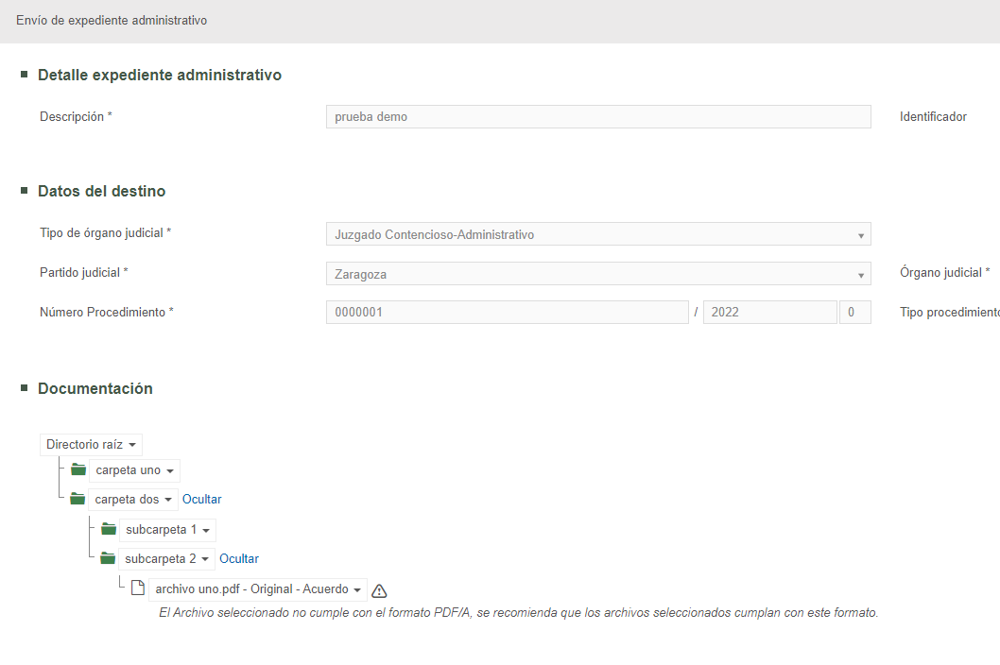 Envío de expediente administrativo
Detalle expediente administrativo
Descripción * prueba demo Identificador
Datos del destino
Tipo de órgano judicial * Juzgado Contencioso-Administrativo
Partido judicial * Zaragoza Órgano judicial *
Número Procedimiento * 0000001 / 2022 0 Tipo procedimiento
Documentación
Directorio raíz
carpeta uno
carpeta dos Ocultar
subcarpeta 1
subcarpeta 2 Ocultar
archivo uno.pdf - Original - Acuerdo
El Archivo seleccionado no cumple con el formato PDF/A, se recomienda que los archivos seleccionados cumplan con este formato.